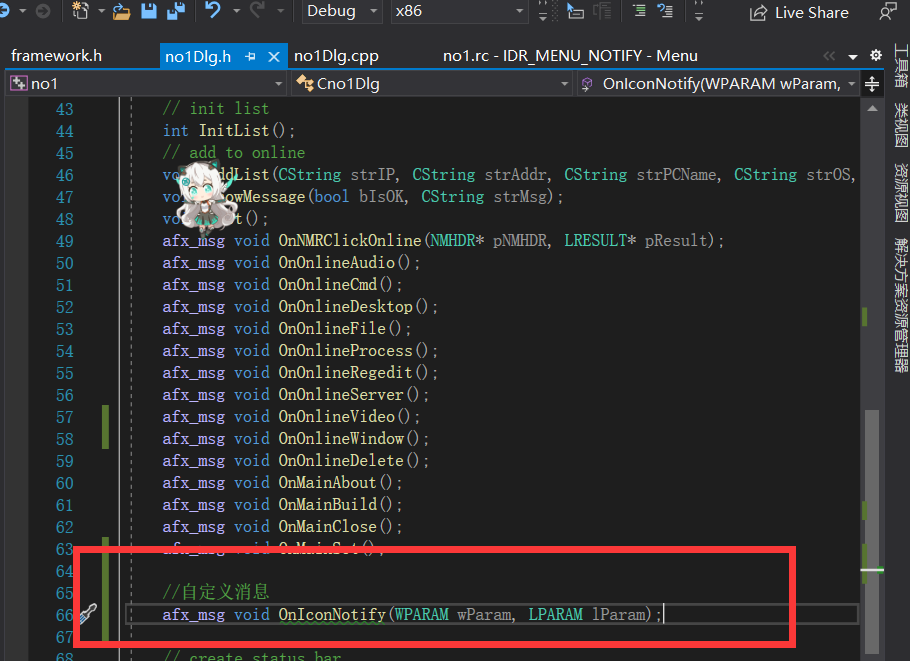 Debug
x86
Live Share
framework.h
no1Dlg.h
no1Dlg.cpp
no1.rc - IDR_MENU_NOTIFY - Menu
no1
Cno1Dlg
OnIconNotify(WPARAM wParam,
43 // init list
44 int InitList();
45 // add to online
46 ddList(CString strIP, CString strAddr, CString strPCName, CString strOS,
47 owMessage(bool bIsOK, CString strMsg);
48 t();
49 afx_msg void OnNMRClickOnline(NMHDR* pNMHDR, LRESULT* pResult);
50 afx_msg void OnOnlineAudio();
51 afx_msg void OnOnlineCmd();
52 afx_msg void OnOnlineDesktop();
53 afx_msg void OnOnlineFile();
54 afx_msg void OnOnlineProcess();
55 afx_msg void OnOnlineRegedit();
56 afx_msg void OnOnlineServer();
57 afx_msg void OnOnlineVideo();
58 afx_msg void OnOnlineWindow();
59 afx_msg void OnOnlineDelete();
60 afx_msg void OnMainAbout();
61 afx_msg void OnMainBuild();
62 afx_msg void OnMainClose();
63 afx_msg void OnMainSet();
64
65 //自定义消息
66 afx_msg void OnIconNotify(WPARAM wParam, LPARAM lParam);
67
68 // create status bar
工具箱
类视图
资源视图
解决方案资源管理器